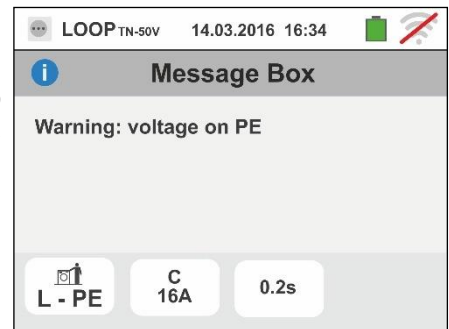 LOOP TN-50V 14.03.2016 16:34
i Message Box
Warning: voltage on PE
L - PE
C
16A
0.2s